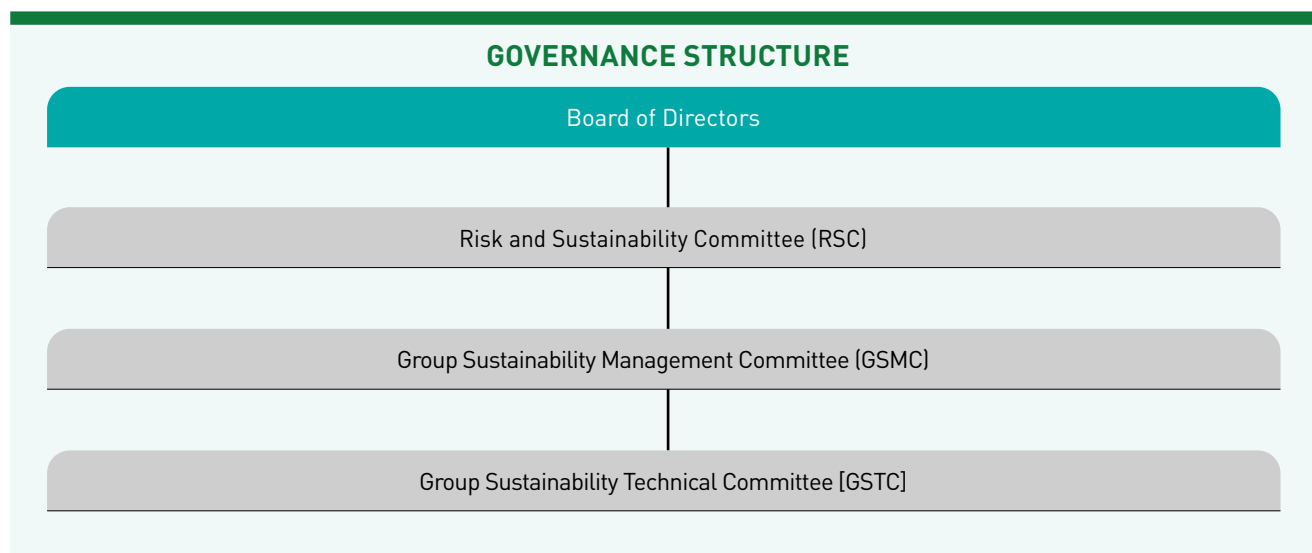 GOVERNANCE STRUCTURE
Board of Directors
Risk and Sustainability Committee (RSC)
Group Sustainability Management Committee (GSMC)
Group Sustainability Technical Committee [GSTC]